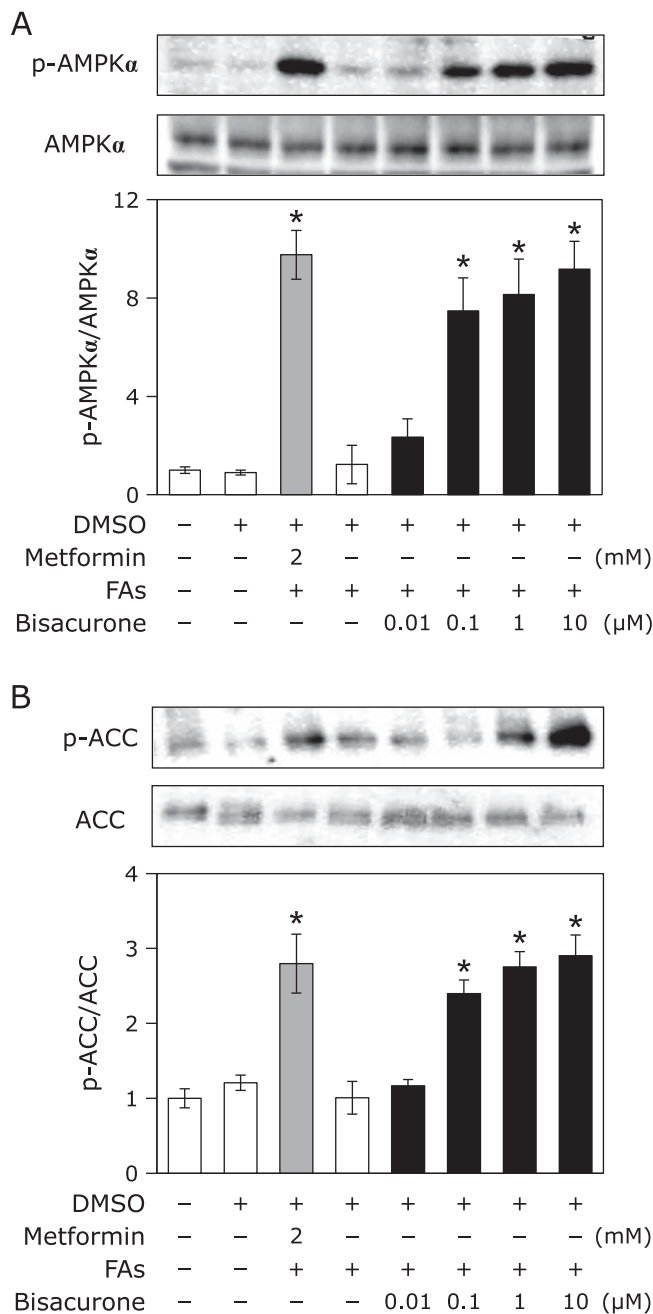 A
p-AMPKα
AMPKα
12
8
4
0
p-AMPKα/AMPKα
* * * *
DMSO − + + + + + + +
Metformin − − 2 − − − − − (mM)
FAs − − + + + + + +
Bisacurone − − − − 0.01 0.1 1 10 (μM)
B
p-ACC
ACC
4
3
2
1
0
p-ACC/ACC
* * * *
DMSO − + + + + + + +
Metformin − − 2 − − − − − (mM)
FAs − − + + + + + +
Bisacurone − − − − 0.01 0.1 1 10 (μM)